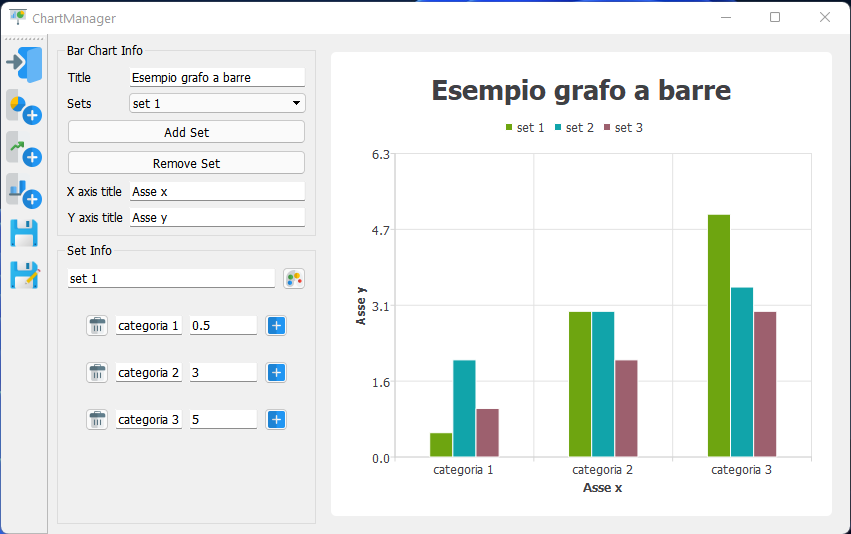 ChartManager
Bar Chart Info
Title Esempio grafo a barre
Sets set 1
Add Set
Remove Set
X axis title Asse x
Y axis title Asse y
Set Info
set 1
categoria 1 0.5
categoria 2 3
categoria 3 5
Esempio grafo a barre
set 1 set 2 set 3
6.3
4.7
3.1
1.6
0.0
Asse y
categoria 1 categoria 2 categoria 3
Asse x